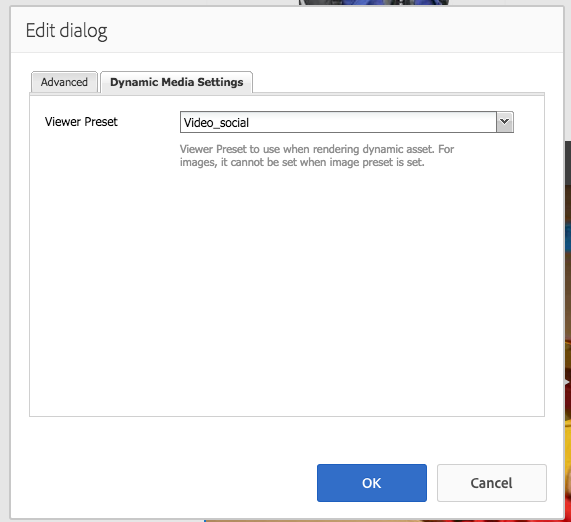 Edit dialog
Advanced
Dynamic Media Settings
Viewer Preset
Video_social
Viewer Preset to use when rendering dynamic asset. For
images, it cannot be set when image preset is set.
OK
Cancel